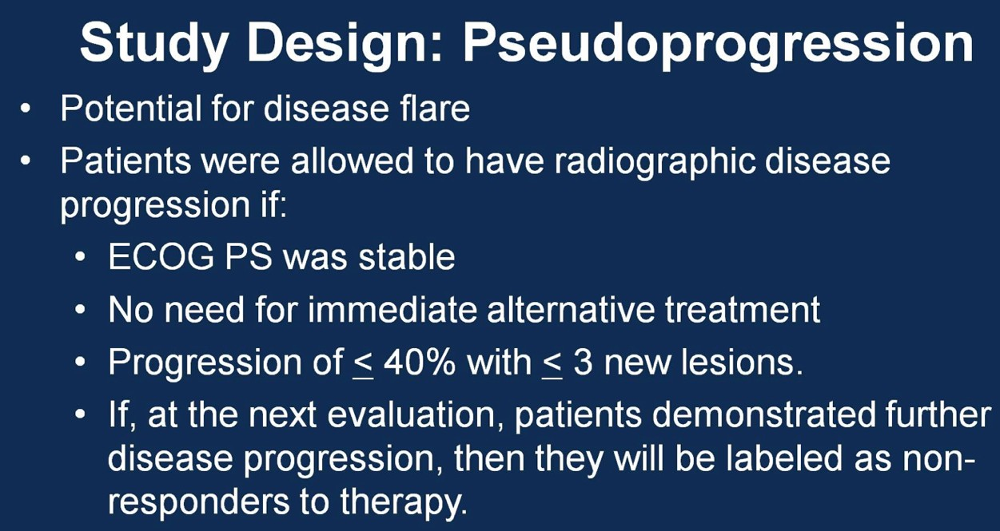 Study Design: Pseudoprogression
• Potential for disease flare
• Patients were allowed to have radiographic disease
progression if:
• ECOG PS was stable
• No need for immediate alternative treatment
• Progression of ≤ 40% with ≤ 3 new lesions.
• If, at the next evaluation, patients demonstrated further
disease progression, then they will be labeled as non-
responders to therapy.